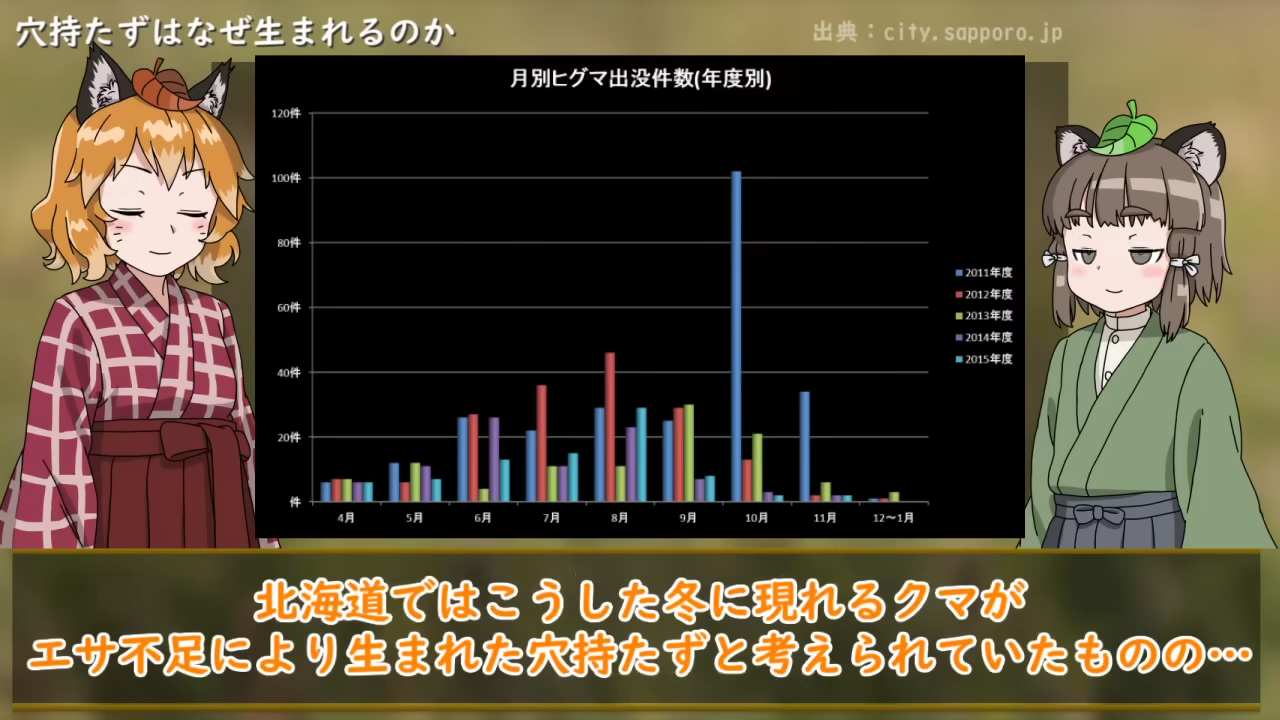 穴持たずはなぜ生まれるのか
出典：city.sapporo.jp
月別ヒグマ出没件数(年度別)
120件
100件
80件
60件
40件
20件
件
4月 5月 6月 7月 8月 9月 10月 11月 12～1月
2011年度
2012年度
2013年度
2014年度
2015年度
北海道ではこうした冬に現れるクマが
エサ不足により生まれた穴持たずと考えられていたものの…